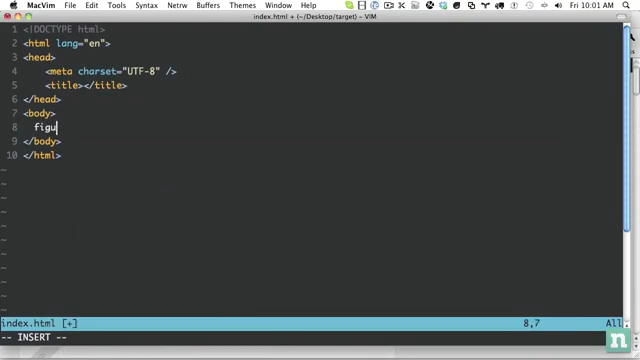 MacVim File Edit Tools Syntax Buffers Themes Window Help Fri 10:01 AM
index.html + (~/Desktop/target) - VIM
1 <!DOCTYPE html>
2 <html lang="en">
3 <head>
4 <meta charset="UTF-8" />
5 <title></title>
6 </head>
7 <body>
8 figu
9 </body>
10 </html>
~
~
~
~
~
~
~
~
~
~
~
index.html [+] 8,7 All
-- INSERT --
n